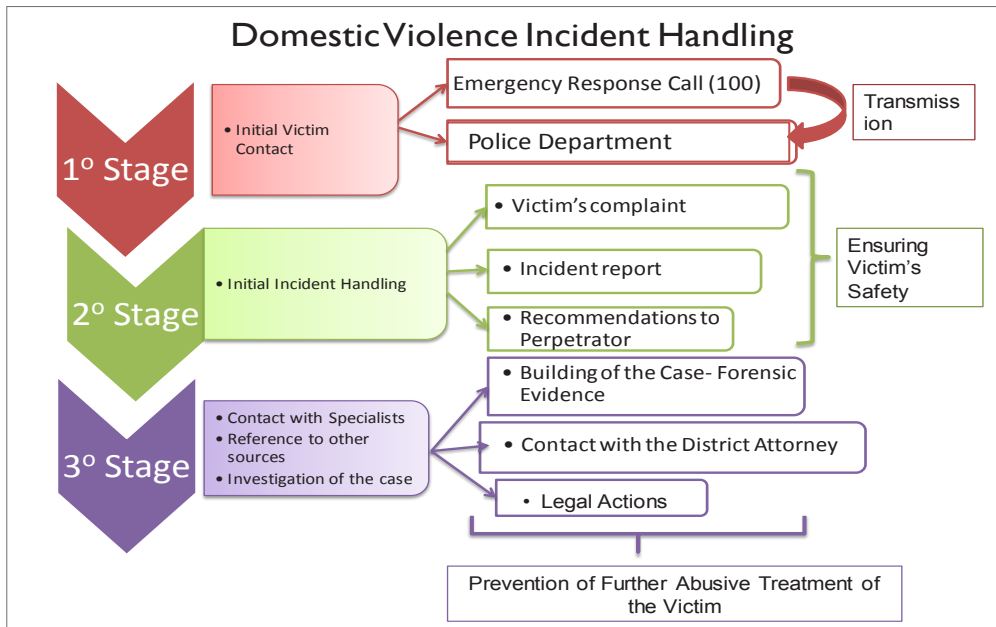 Domestic Violence Incident Handling
1º Stage
• Initial Victim
Contact
Emergency Response Call (100)
Police Department
Transmiss
ion
2º Stage
• Initial Incident Handling
• Victim's complaint
• Incident report
• Recommendations to
Perpetrator
Ensuring
Victim's
Safety
3º Stage
• Contact with Specialists
• Reference to other
sources
• Investigation of the case
• Building of the Case- Forensic
Evidence
• Contact with the District Attorney
• Legal Actions
Prevention of Further Abusive Treatment of
the Victim